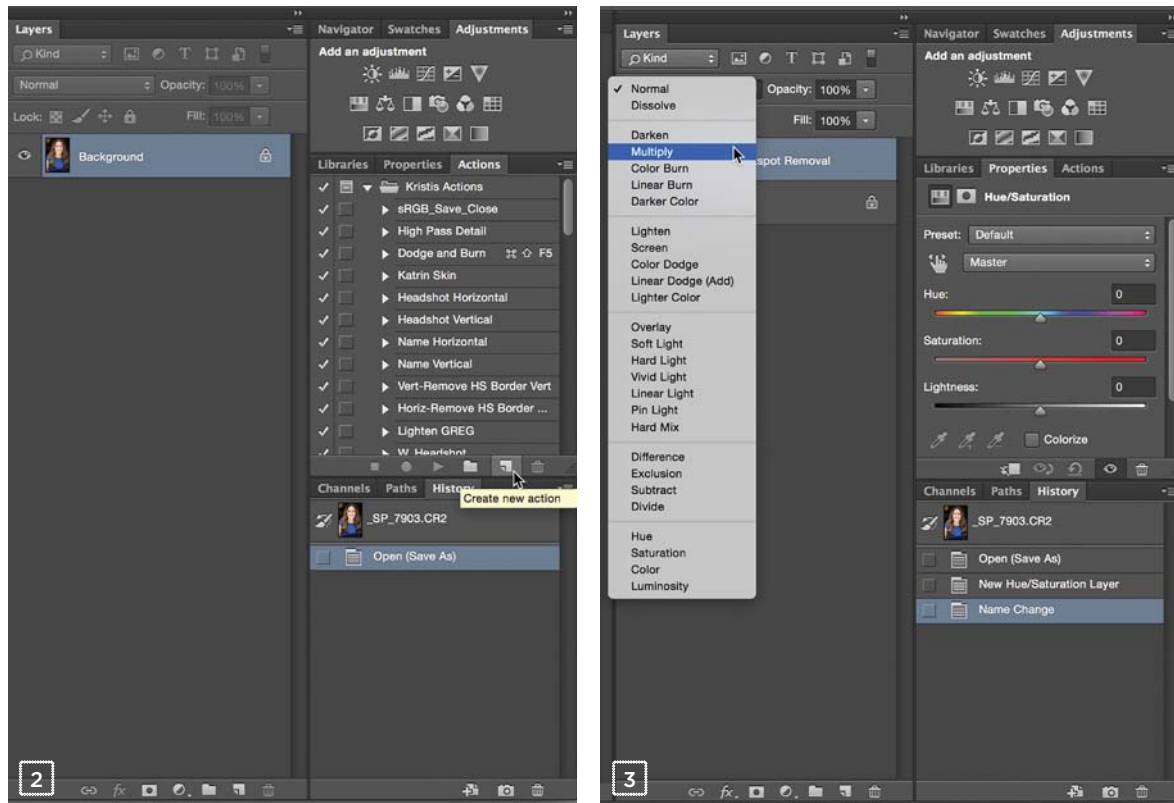 Layers
Kind
Normal
Opacity: 100%
Lock:
Fill: 100%
Background
Navigator Swatches Adjustments
Add an adjustment
Libraries Properties Actions
Kristis Actions
sRGB_Save_Close
High Pass Detail
Dodge and Burn ⌘ ⇧ F5
Katrin Skin
Headshot Horizontal
Headshot Vertical
Name Horizontal
Name Vertical
Vert-Remove HS Border Vert
Horiz-Remove HS Border ...
Lighten GREG
W_Headshot
Channels Paths History
Create new action
_SP_7903.CR2
Open (Save As)
fx
2
Layers
Kind
T
Normal
Dissolve
Darken
Multiply
Color Burn
Linear Burn
Darker Color
Lighten
Screen
Color Dodge
Linear Dodge (Add)
Lighter Color
Overlay
Soft Light
Hard Light
Vivid Light
Linear Light
Pin Light
Hard Mix
Difference
Exclusion
Subtract
Divide
Hue
Saturation
Color
Luminosity
Opacity: 100%
Fill: 100%
spot Removal
Navigator Swatches Adjustments
Add an adjustment
Libraries Properties Actions
Hue/Saturation
Preset: Default
Master
Hue: 0
Saturation: 0
Lightness: 0
Colorize
Channels Paths History
_SP_7903.CR2
Open (Save As)
New Hue/Saturation Layer
Name Change
fx
3